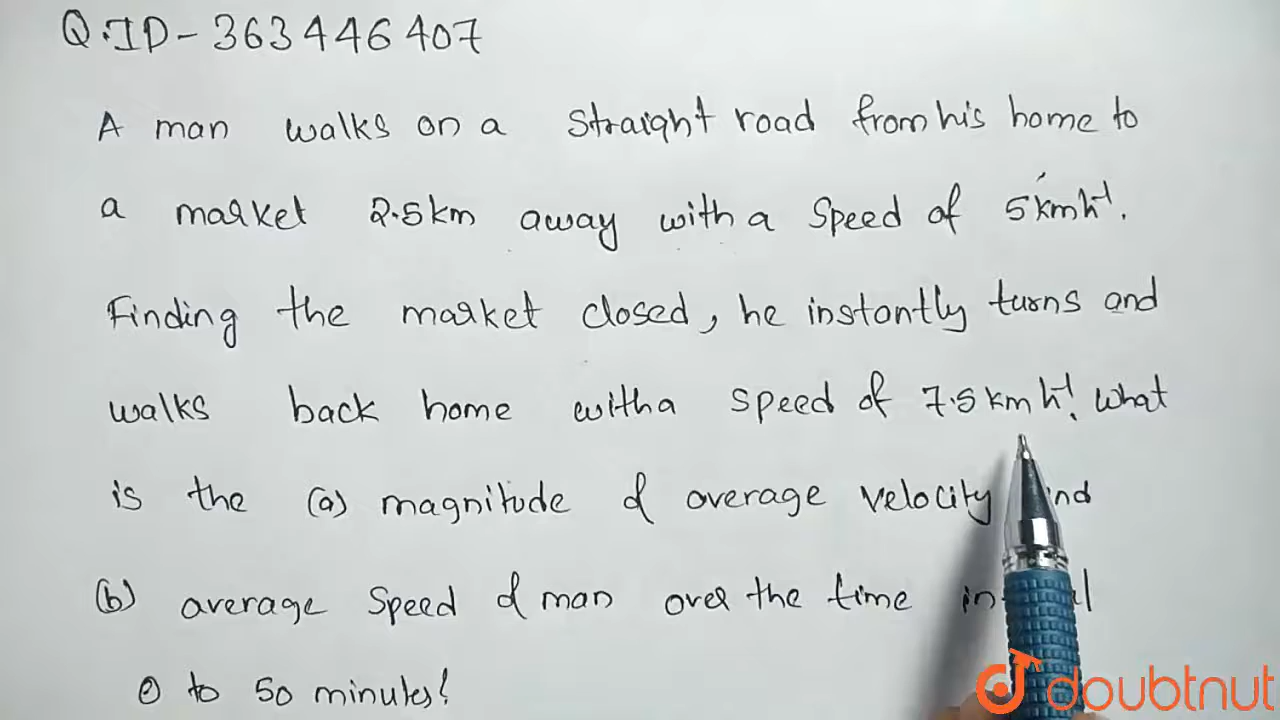 Q.ID - 363446407
A man walks on a straight road from his home to
a market 2.5km away with a speed of 5kmh⁻¹.
Finding the market closed, he instantly turns and
walks back home with a speed of 7.5kmh⁻¹. What
is the (a) magnitude of average velocity and
(b) average speed of man over the time
0 to 50 minutes?
doubtnut